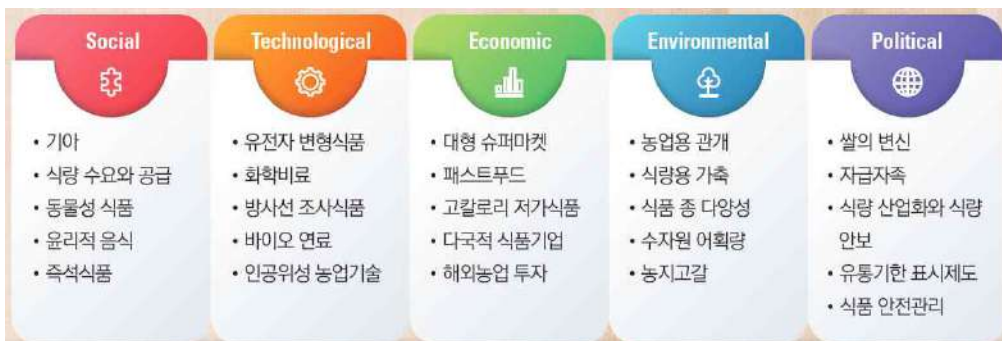 Social
• 기아
• 식량 수요와 공급
• 동물성 식품
• 윤리적 음식
• 즉석식품
Technological
• 유전자 변형식품
• 화학비료
• 방사선 조사식품
• 바이오 연료
• 인공위성 농업기술
Economic
• 대형 슈퍼마켓
• 패스트푸드
• 고칼로리 저가식품
• 다국적 식품기업
• 해외농업 투자
Environmental
• 농업용 관개
• 식량용 가축
• 식품 종 다양성
• 수자원 어획량
• 농지고갈
Political
• 쌀의 변신
• 자급자족
• 식량 산업화와 식량
안보
• 유통기한 표시제도
• 식품 안전관리